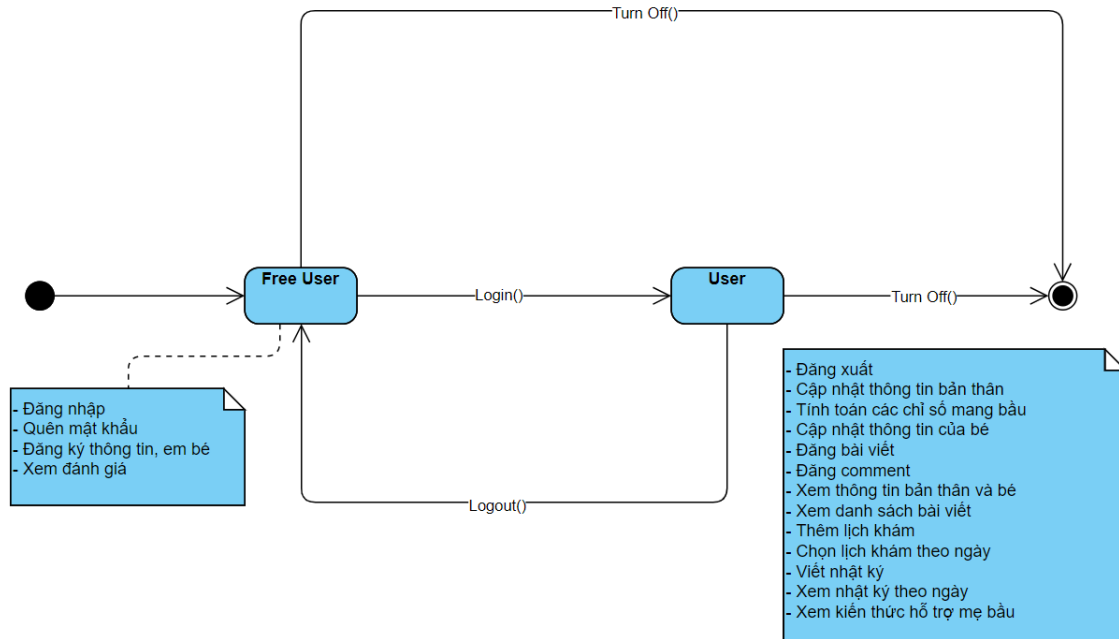 Turn Off()
Free User
Login()
User
Turn Off()
- Đăng nhập
- Quên mật khẩu
- Đăng ký thông tin, em bé
- Xem đánh giá
Logout()
- Đăng xuất
- Cập nhật thông tin bản thân
- Tính toán các chỉ số mang bầu
- Cập nhật thông tin của bé
- Đăng bài viết
- Đăng comment
- Xem thông tin bản thân và bé
- Xem danh sách bài viết
- Thêm lịch khám
- Chọn lịch khám theo ngày
- Viết nhật ký
- Xem nhật ký theo ngày
- Xem kiến thức hỗ trợ mẹ bầu